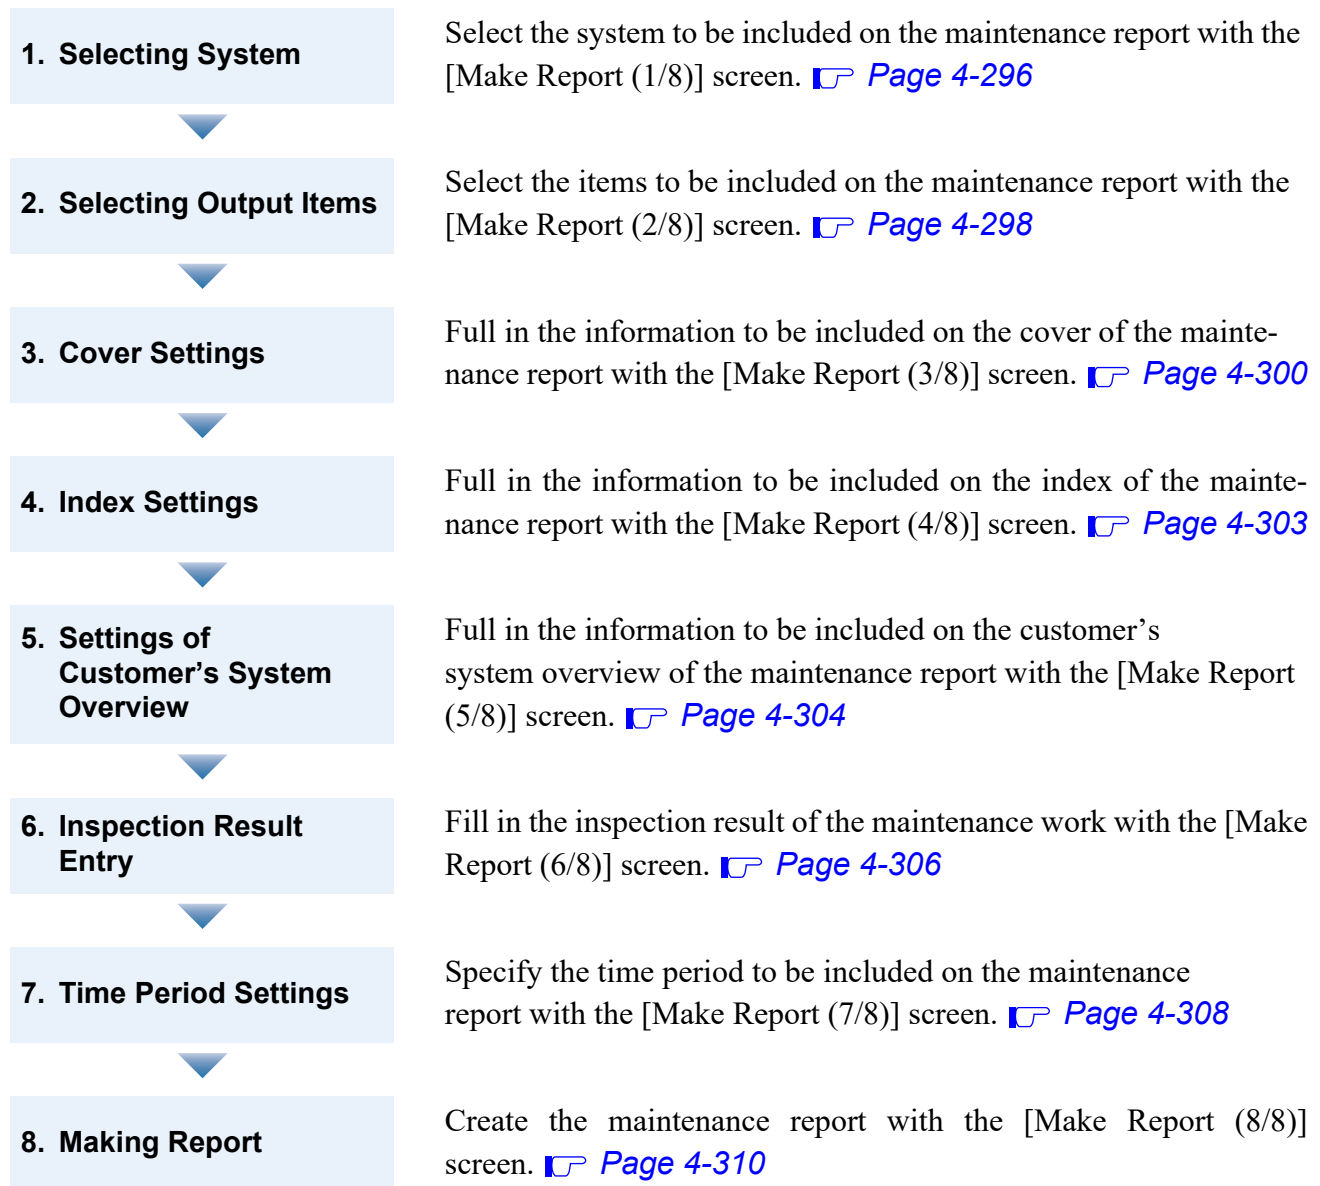 1. Selecting System
Select the system to be included on the maintenance report with the
[Make Report (1/8)] screen. Page 4-296
2. Selecting Output Items
Select the items to be included on the maintenance report with the
[Make Report (2/8)] screen. Page 4-298
3. Cover Settings
Full in the information to be included on the cover of the mainte-
nance report with the [Make Report (3/8)] screen. Page 4-300
4. Index Settings
Full in the information to be included on the index of the mainte-
nance report with the [Make Report (4/8)] screen. Page 4-303
5. Settings of
Customer’s System
Overview
Full in the information to be included on the customer’s
system overview of the maintenance report with the [Make Report
(5/8)] screen. Page 4-304
6. Inspection Result
Entry
Fill in the inspection result of the maintenance work with the [Make
Report (6/8)] screen. Page 4-306
7. Time Period Settings
Specify the time period to be included on the maintenance
report with the [Make Report (7/8)] screen. Page 4-308
8. Making Report
Create the maintenance report with the [Make Report (8/8)]
screen. Page 4-310